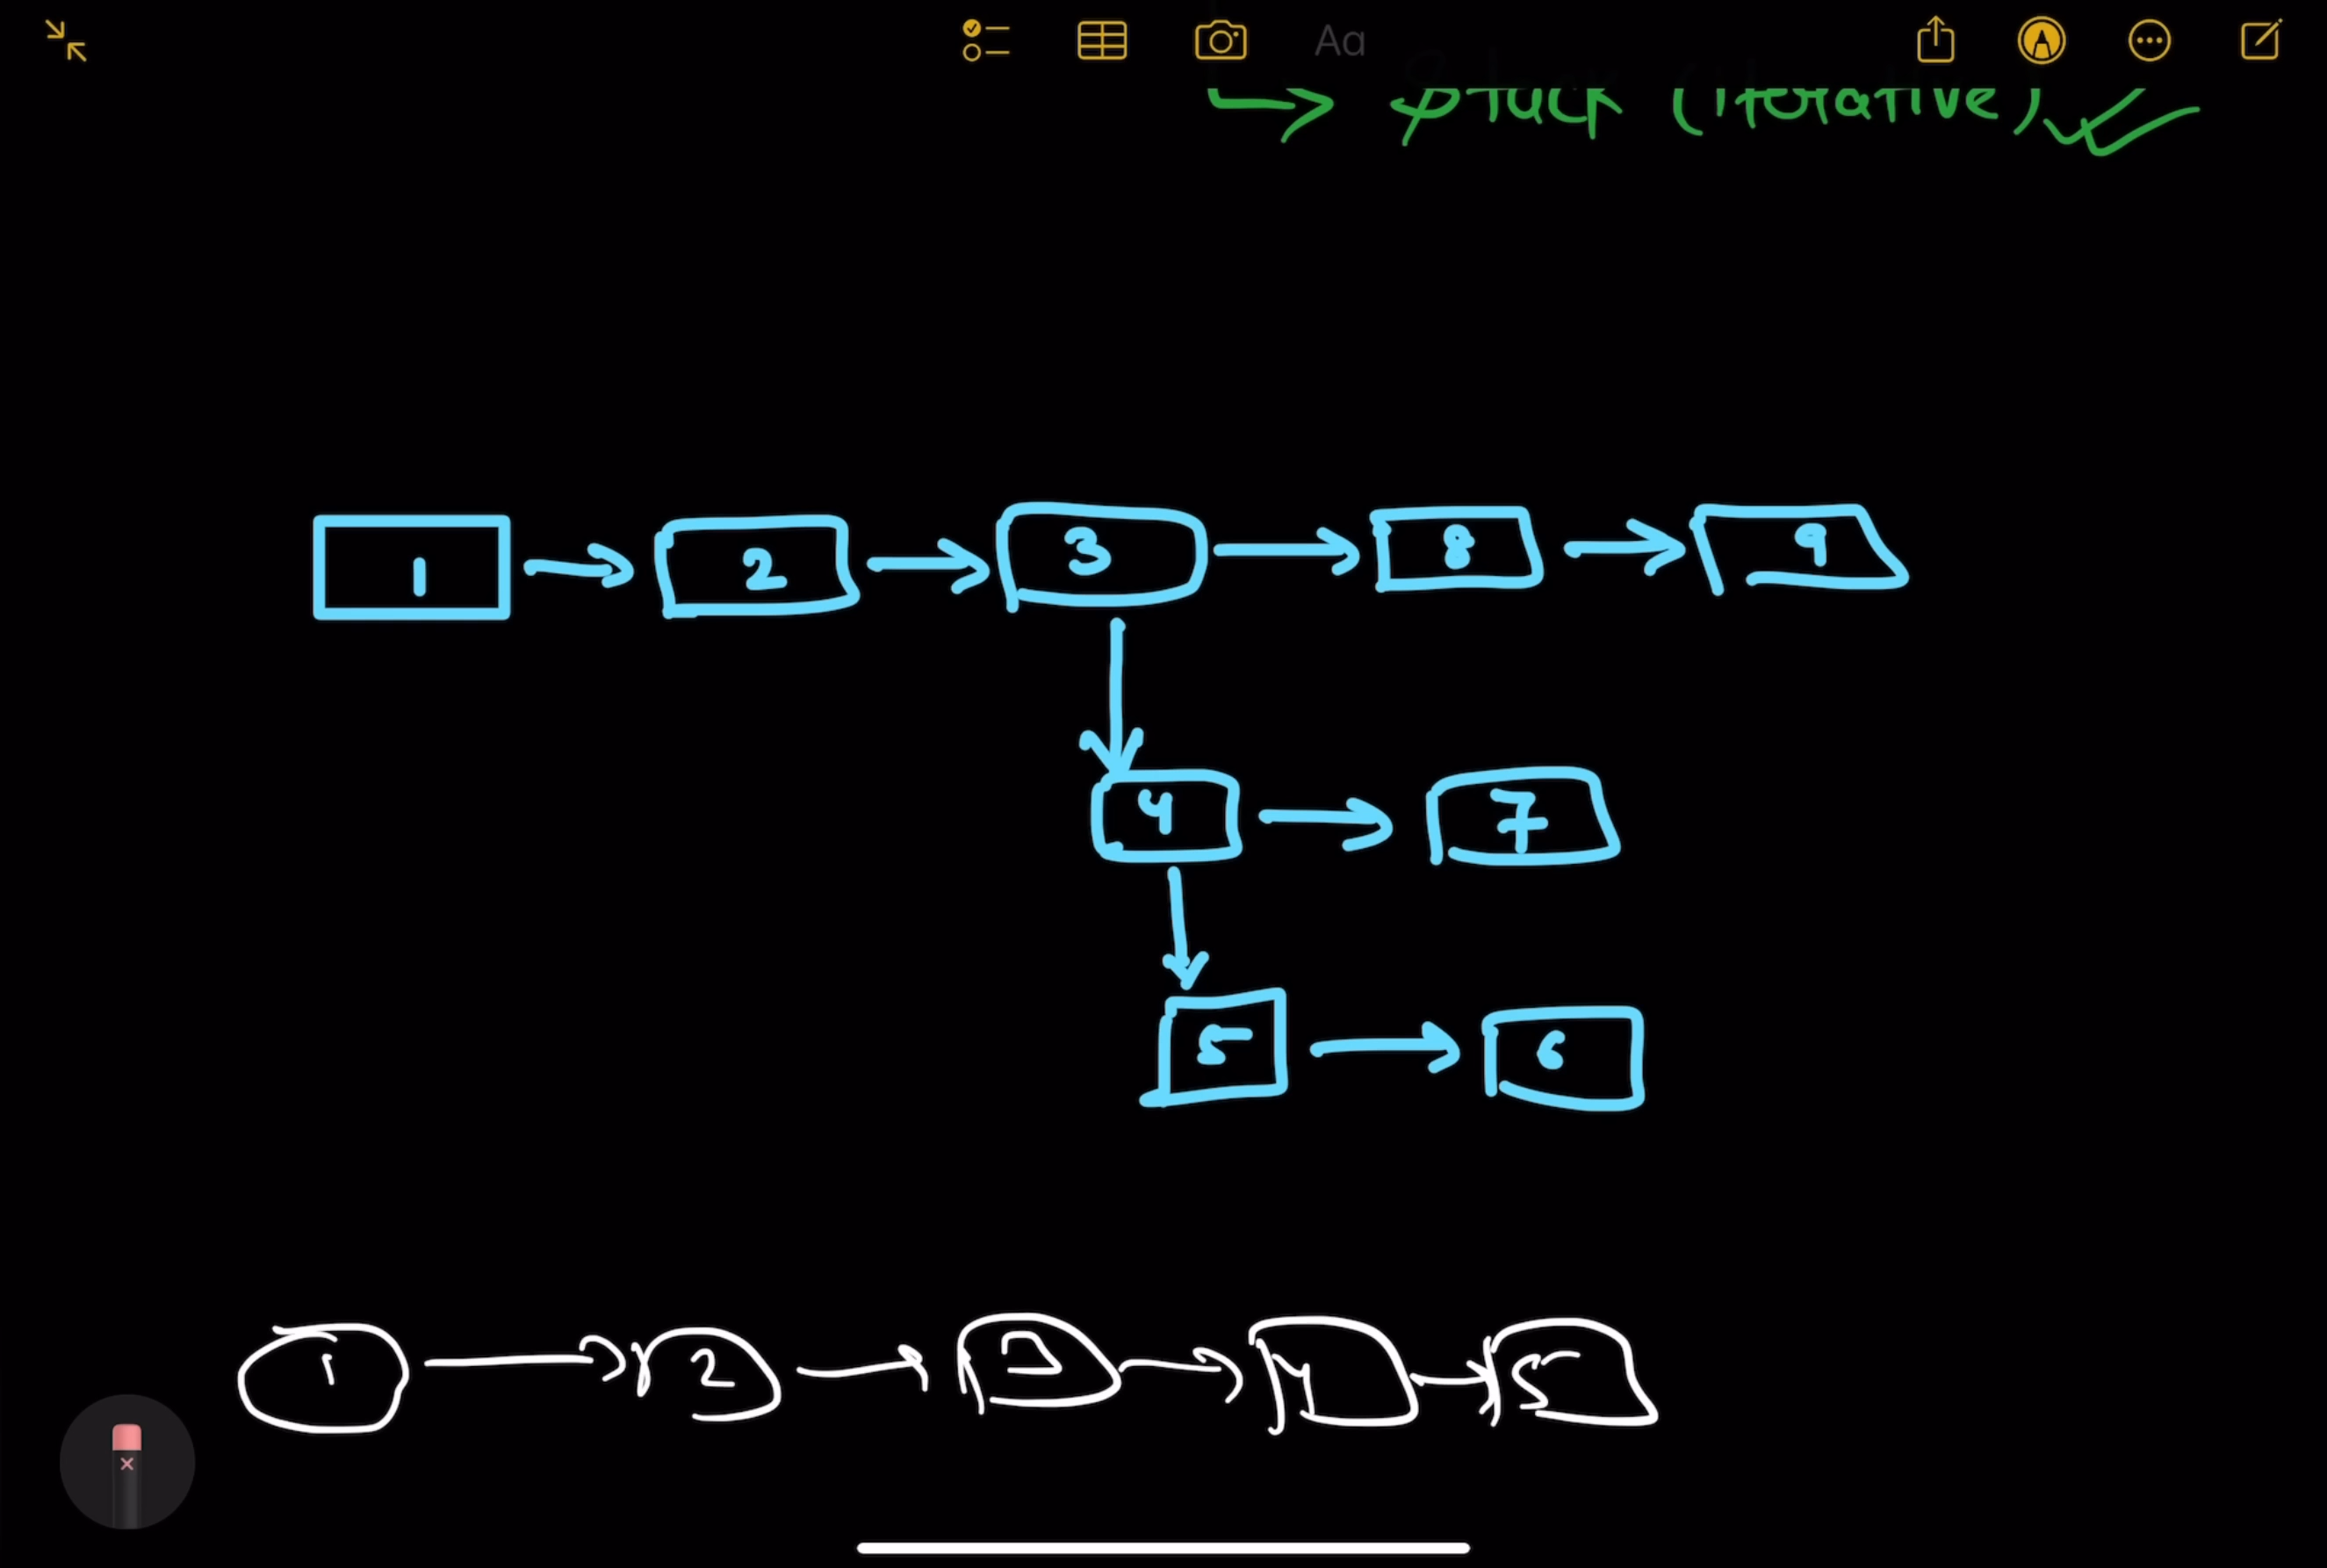 Aa
Stack (iterative)
1 → 2 → 3 → 8 → 9
4 → 7
5 → 6
1 → 2 → 3 → 4 → 5